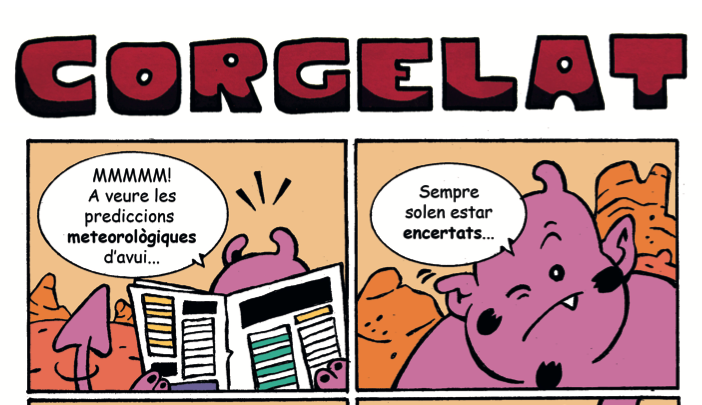 CORGELAT
MMMMM!
A veure les
prediccions
meteorològiques
d'avui...
Sempre
solen estar
encertats...